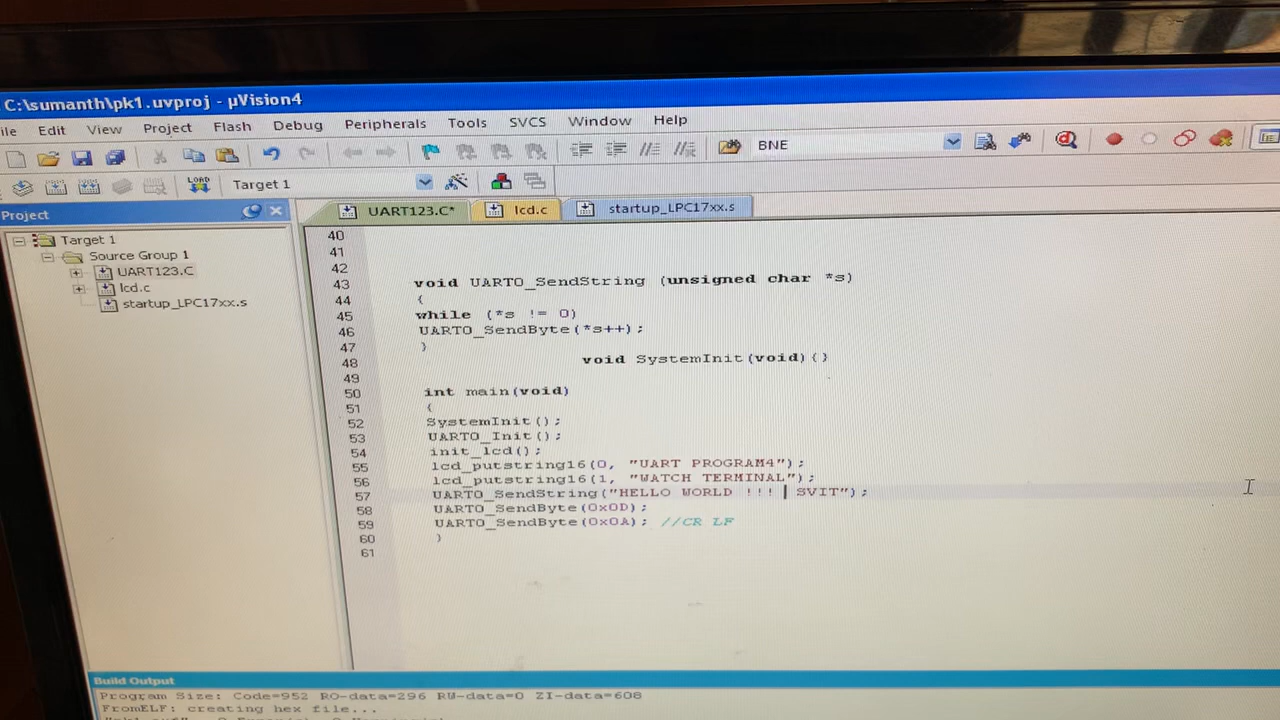 C:\sumanth\pk1.uvproj - µVision4
ile Edit View Project Flash Debug Peripherals Tools SVCS Window Help
BNE
LOAD Target 1
Project
UART123.C* lcd.c startup_LPC17xx.s
Target 1
Source Group 1
UART123.C
lcd.c
startup_LPC17xx.s
40
41
42
43 void UART0_SendString (unsigned char *s)
44 {
45 while (*s != 0)
46 UART0_SendByte(*s++);
47 }
48 void SystemInit(void){}
49
50 int main(void)
51 {
52 SystemInit();
53 UART0_Init();
54 init_lcd();
55 lcd_putstring16(0, "UART PROGRAM4");
56 lcd_putstring16(1, "WATCH TERMINAL");
57 UART0_SendString("HELLO WORLD !!! SVIT");
58 UART0_SendByte(0x0D);
59 UART0_SendByte(0x0A); //CR LF
60 }
61
Build Output
Program Size: Code=952 RO-data=296 RW-data=0 ZI-data=608
FromELF: creating hex file...